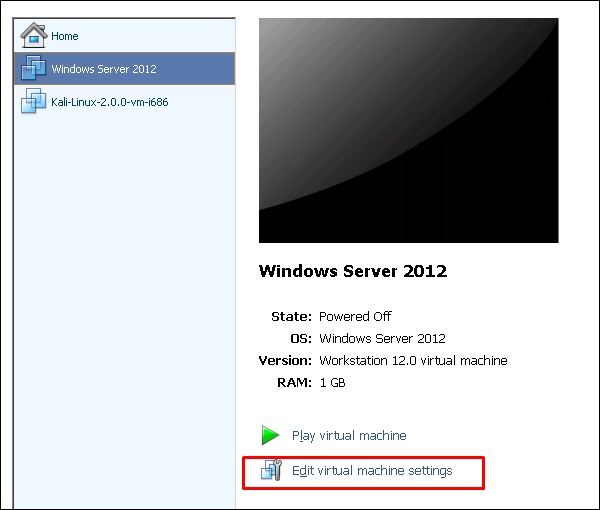 Home
Windows Server 2012
Kali-Linux-2.0.0-vm-i686
Windows Server 2012
State: Powered Off
OS: Windows Server 2012
Version: Workstation 12.0 virtual machine
RAM: 1 GB
Play virtual machine
Edit virtual machine settings